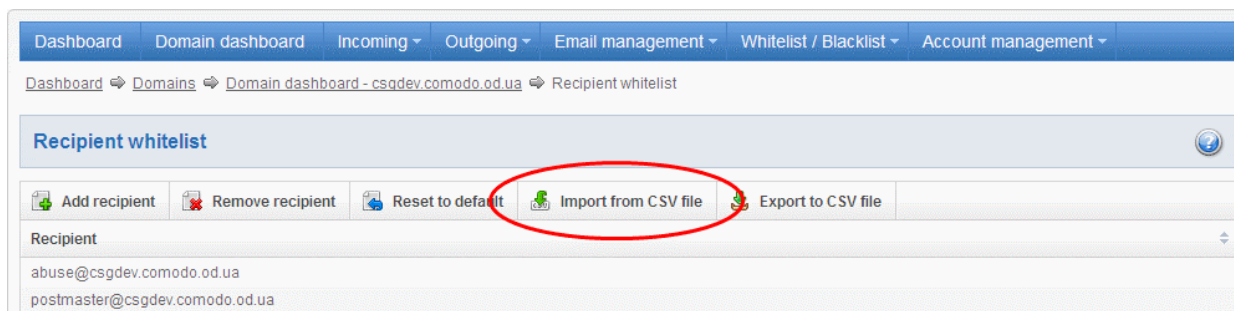 Dashboard Domain dashboard Incoming Outgoing Email management Whitelist / Blacklist Account management
Dashboard Domains Domain dashboard - csgdev.comodo.od.ua Recipient whitelist
Recipient whitelist
Add recipient Remove recipient Reset to default Import from CSV file Export to CSV file
Recipient
abuse@csgdev.comodo.od.ua
postmaster@csgdev.comodo.od.ua